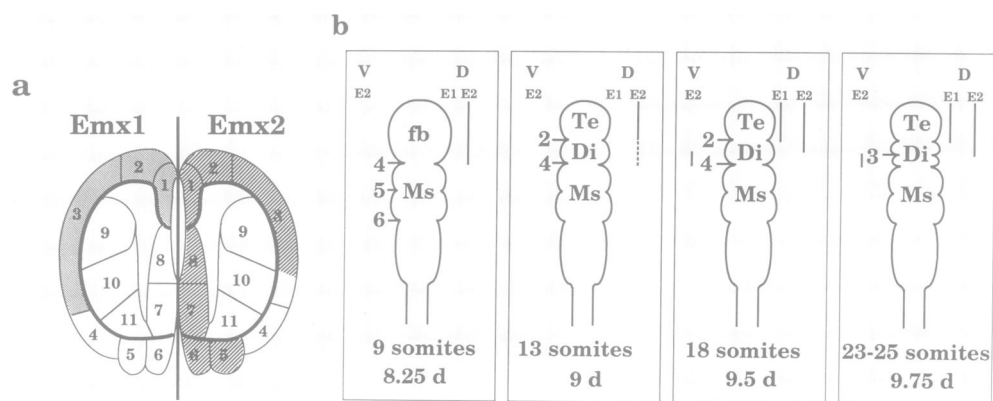 b
a
Emx1 Emx2
2 2
1 1
3 3
9 9
8 8
10 10
7 7
11 11
4 4
5 6 6 5
V D
E2 E1 E2
fb
4
5 Ms
6
9 somites
8.25 d
V D
E2 E1 E2
Te
2
Di
4
Ms
13 somites
9 d
V D
E2 E1 E2
Te
2
Di
4
Ms
18 somites
9.5 d
V D
E1
E2 E2
Te
3 Di
Ms
23-25 somites
9.75 d